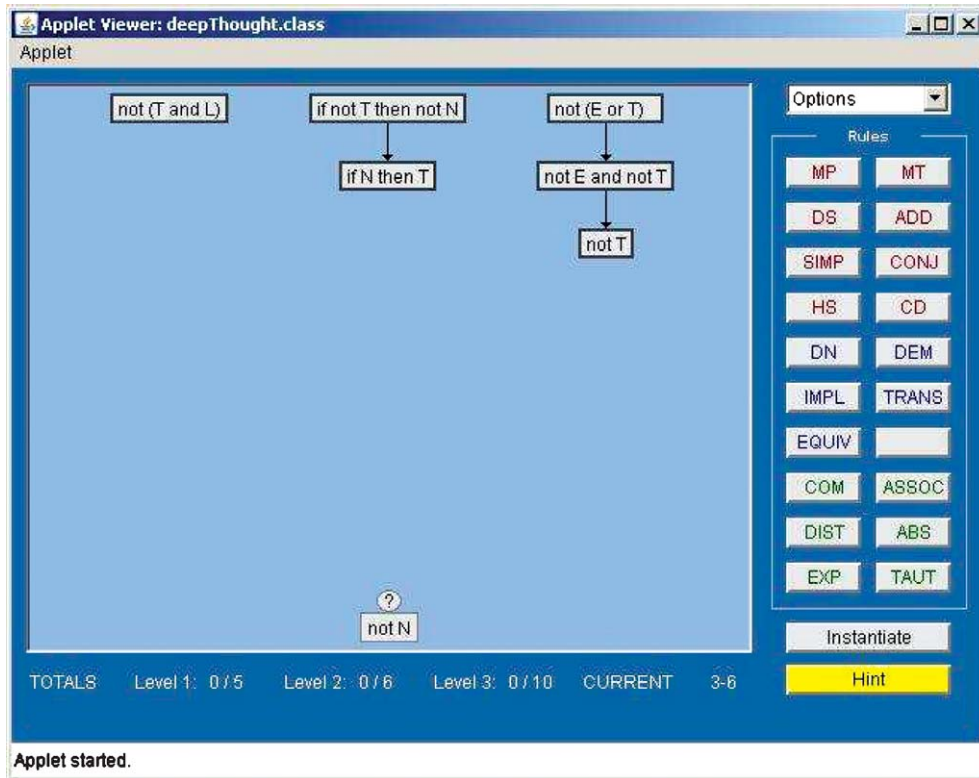 Applet Viewer: deepThought.class
Applet
not (T and L)
if not T then not N
not (E or T)
if N then T
not E and not T
not T
?
not N
Options
Rules
MP MT
DS ADD
SIMP CONJ
HS CD
DN DEM
IMPL TRANS
EQUIV
COM ASSOC
DIST ABS
EXP TAUT
Instantiate
Hint
TOTALS Level 1: 0 / 5 Level 2: 0 / 6 Level 3: 0 / 10 CURRENT 3-6
Applet started.